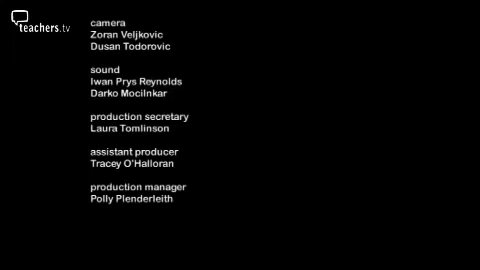 teachers.tv
camera
Zoran Veljkovic
Dusan Todorovic
sound
Iwan Prys Reynolds
Darko Mocilnkar
production secretary
Laura Tomlinson
assistant producer
Tracey O'Halloran
production manager
Polly Plenderleith